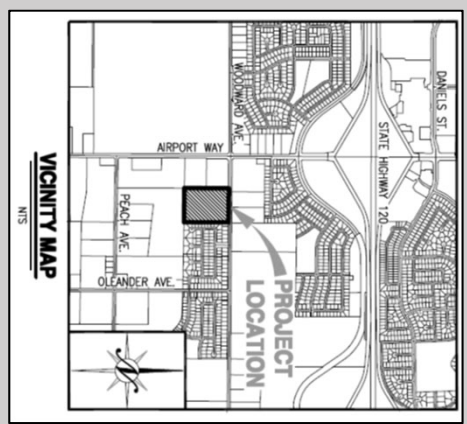 DANIELS ST.
STATE HIGHWAY 120
WOODWARD AVE.
AIRPORT WAY
PEACH AVE.
OLEANDER AVE.
PROJECT
LOCATION
N
VICINITY MAP
NTS